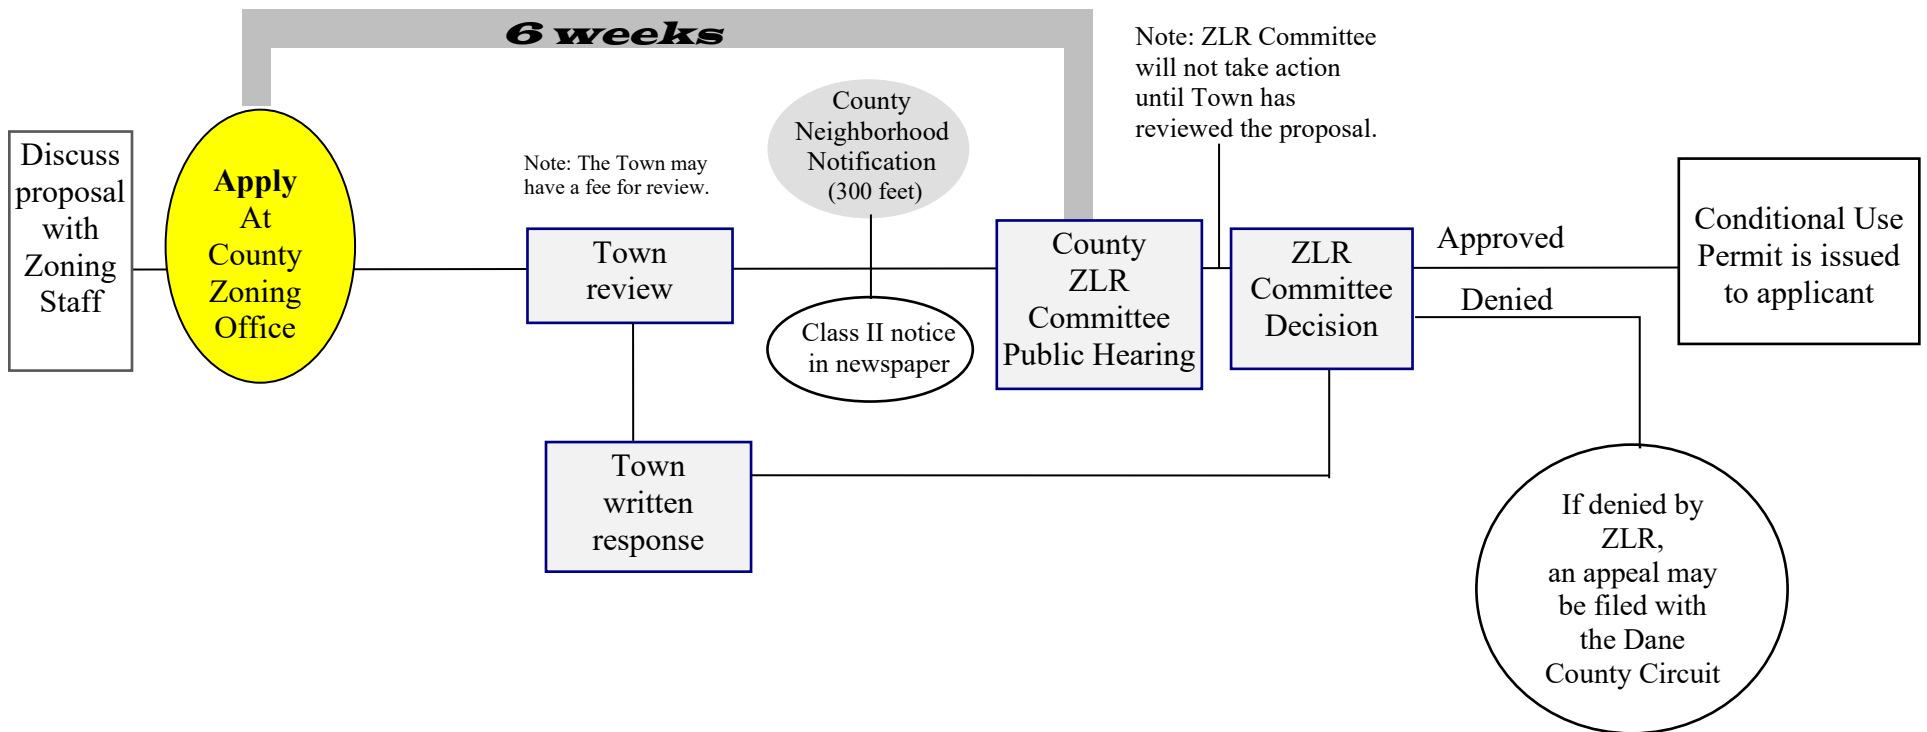 6 weeks
Note: ZLR Committee
will not take action
until Town has
reviewed the proposal.
Discuss
proposal
with
Zoning
Staff
Apply
At
County
Zoning
Office
Note: The Town may
have a fee for review.
Town
review
County
Neighborhood
Notification
(300 feet)
Class II notice
in newspaper
County
ZLR
Committee
Public Hearing
ZLR
Committee
Decision
Approved
Denied
Conditional Use
Permit is issued
to applicant
Town
written
response
If denied by
ZLR,
an appeal may
be filed with
the Dane
County Circuit